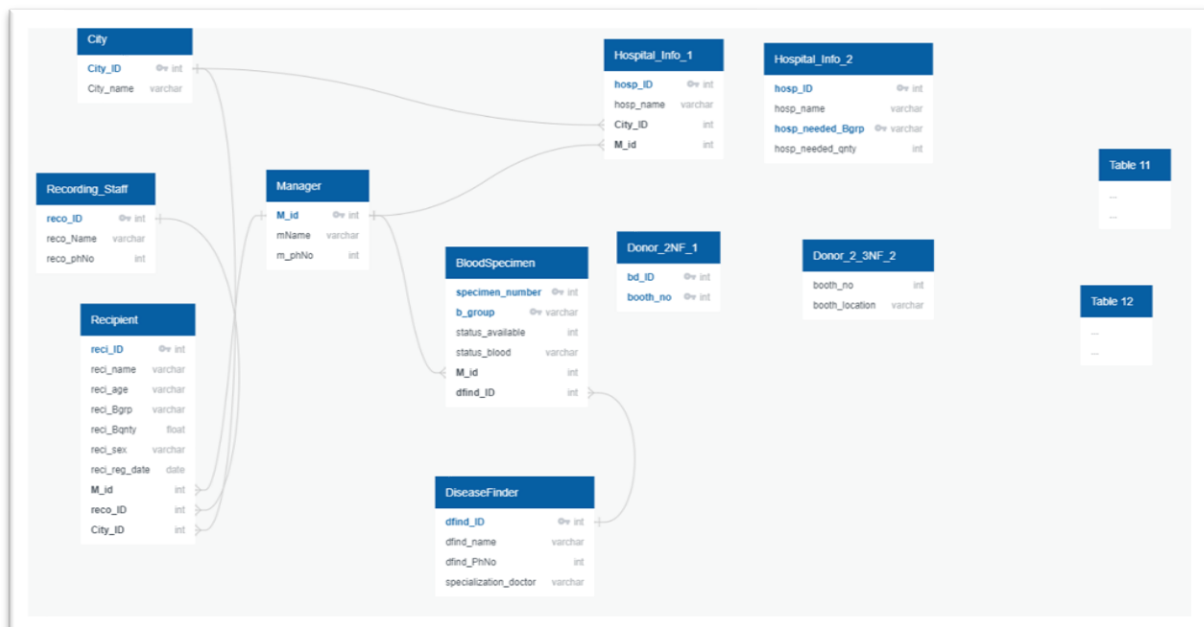 City
City_ID int
City_name varchar
Hospital_Info_1
hosp_ID int
hosp_name varchar
City_ID int
M_id int
Hospital_Info_2
hosp_ID int
hosp_name varchar
hosp_needed_Bgrp varchar
hosp_needed_qnty int
Table 11
...
...
Recording_Staff
reco_ID int
reco_Name varchar
reco_phNo int
Manager
M_id int
mName varchar
m_phNo int
BloodSpecimen
specimen_number int
b_group varchar
status_available int
status_blood varchar
M_id int
dfind_ID int
Donor_2NF_1
bd_ID int
booth_no int
Donor_2_3NF_2
booth_no int
booth_location varchar
Table 12
...
...
Recipient
reci_ID int
reci_name varchar
reci_age varchar
reci_Bgrp varchar
reci_Bqnty float
reci_sex varchar
reci_reg_date date
M_id int
reco_ID int
City_ID int
DiseaseFinder
dfind_ID int
dfind_name varchar
dfind_PhNo int
specialization_doctor varchar